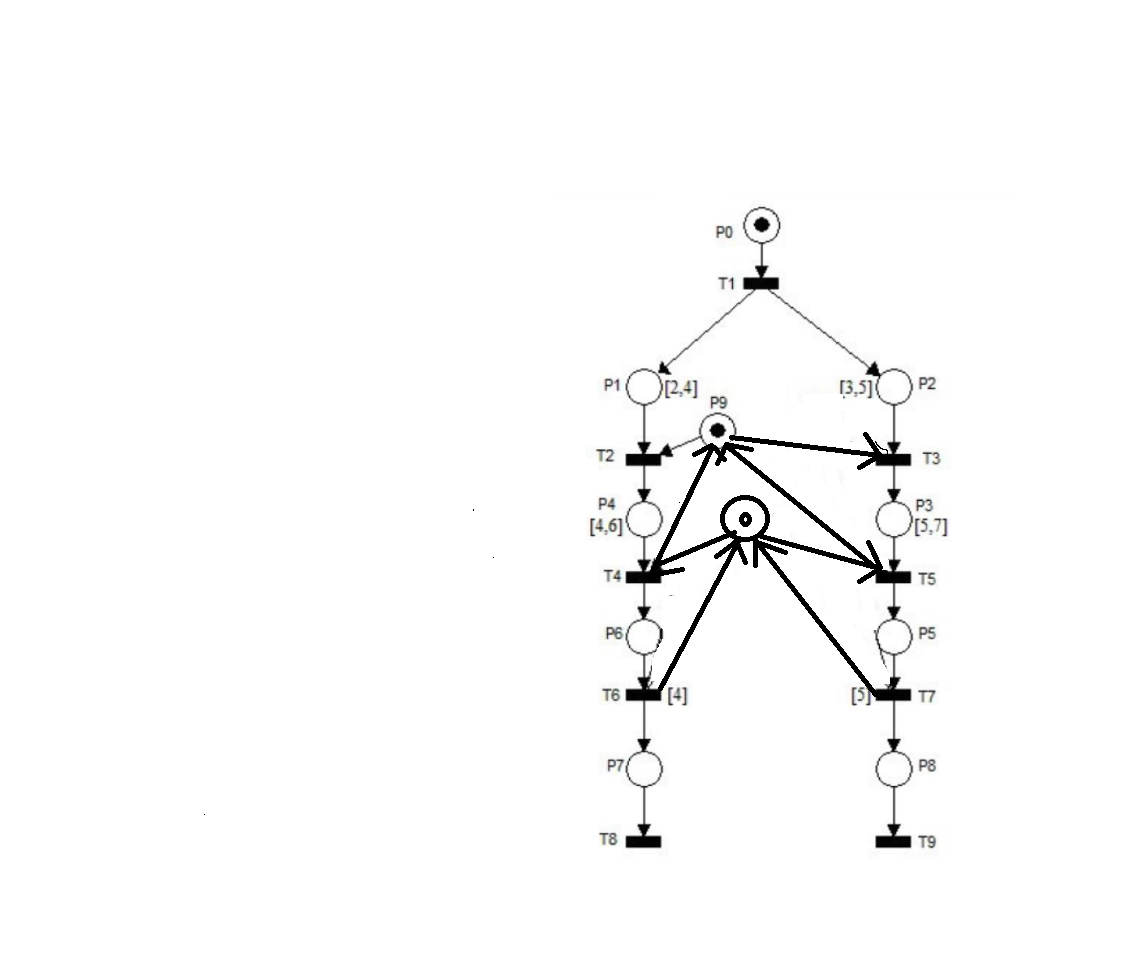 P0
T1
P1 [2,4] [3,5] P2
P9
T2 T3
P4 P3
[4,6] [5,7]
T4 T5
P6 P5
T6 [4] [5] T7
P7 P8
T8 T9